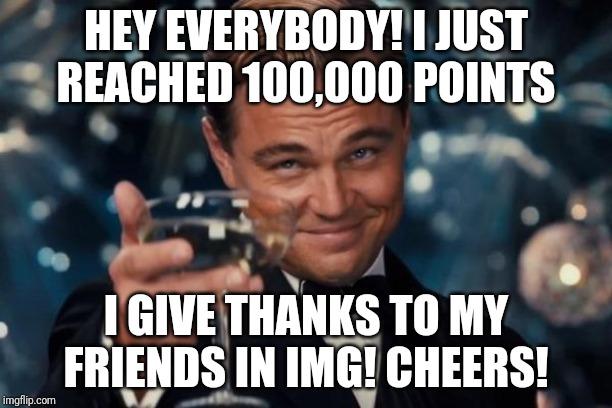 HEY EVERYBODY! I JUST
REACHED 100,000 POINTS
I GIVE THANKS TO MY
FRIENDS IN IMG! CHEERS!
imgflip.com